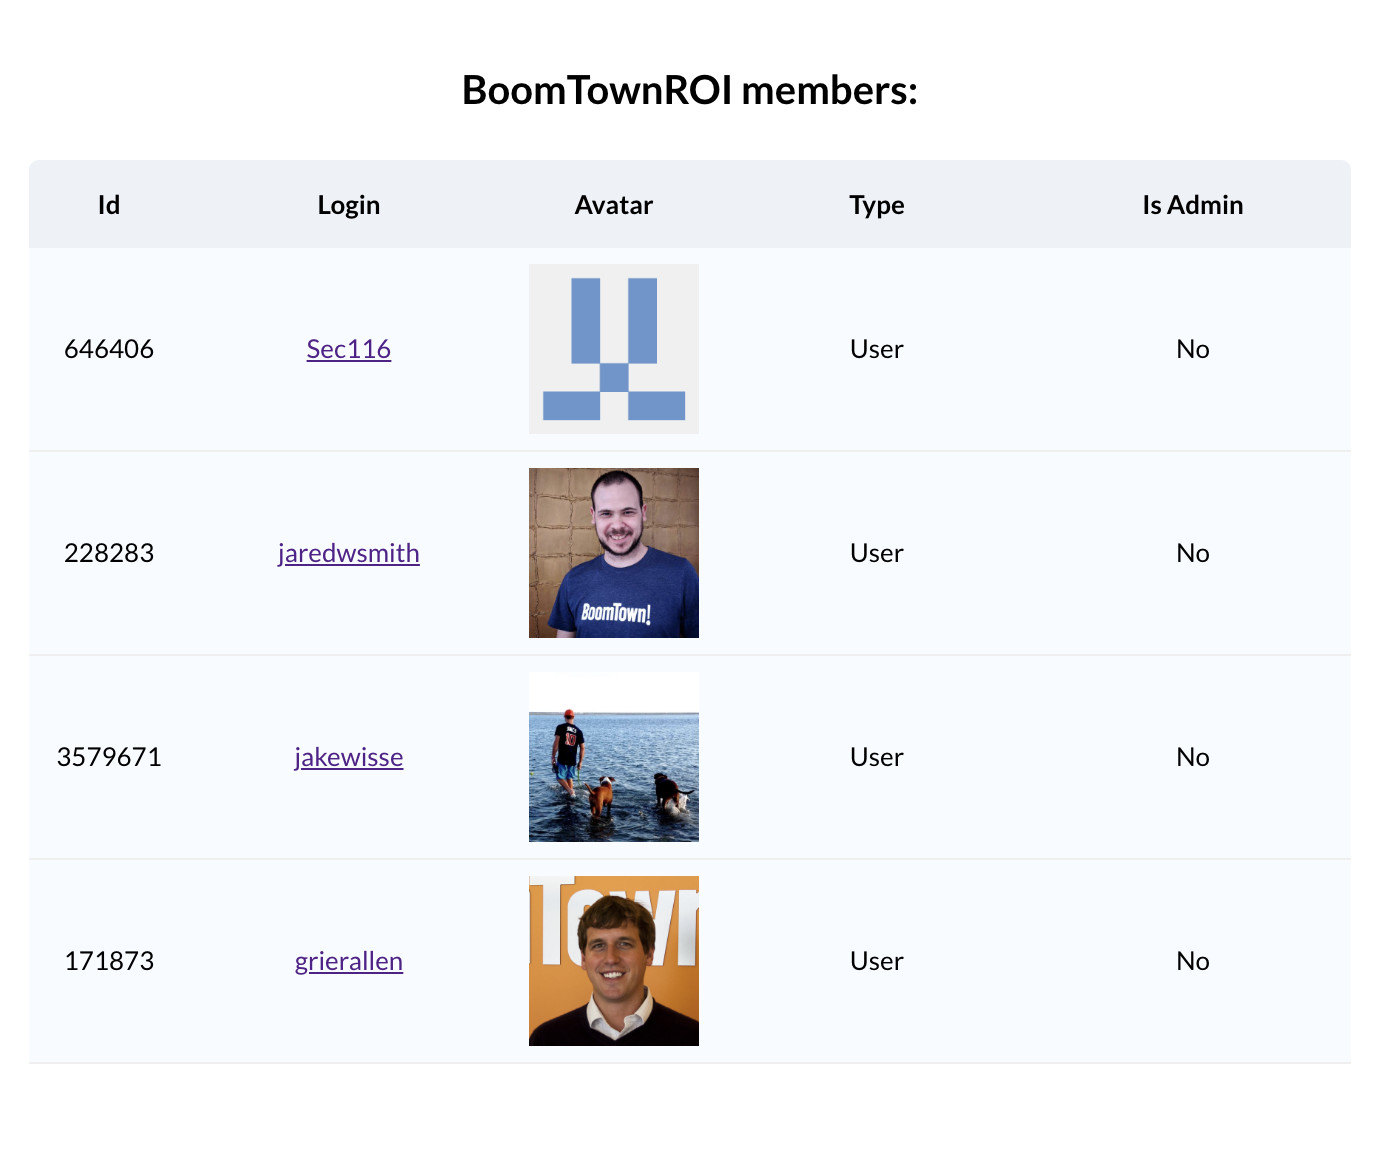 BoomTownROI members:
Id Login Avatar Type Is Admin
646406 Sec116 User No
228283 jaredwsmith User No
BoomTown!
3579671 jakewisse User No
171873 grierallen User No
Town